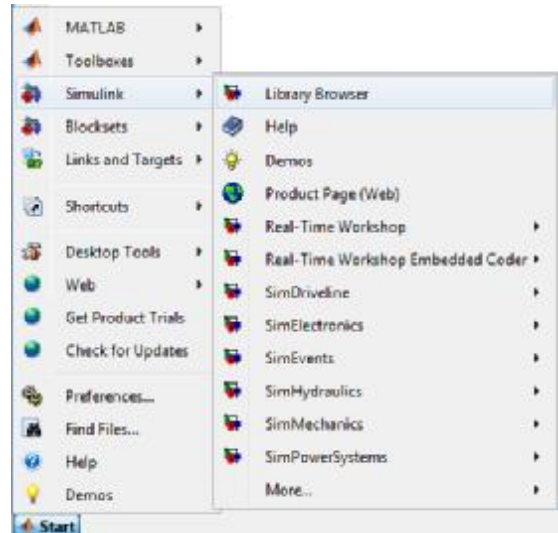 MATLAB
Toolboxes
Simulink
Blocksets
Links and Targets
Shortcuts
Desktop Tools
Web
Get Product Trials
Check for Updates
Preferences...
Find Files...
Help
Demos
Start
Library Browser
Help
Demos
Product Page (Web)
Real-Time Workshop
Real-Time Workshop Embedded Coder
SimDriveline
SimElectronics
SimEvents
SimHydraulics
SimMechanics
SimPowerSystems
More...